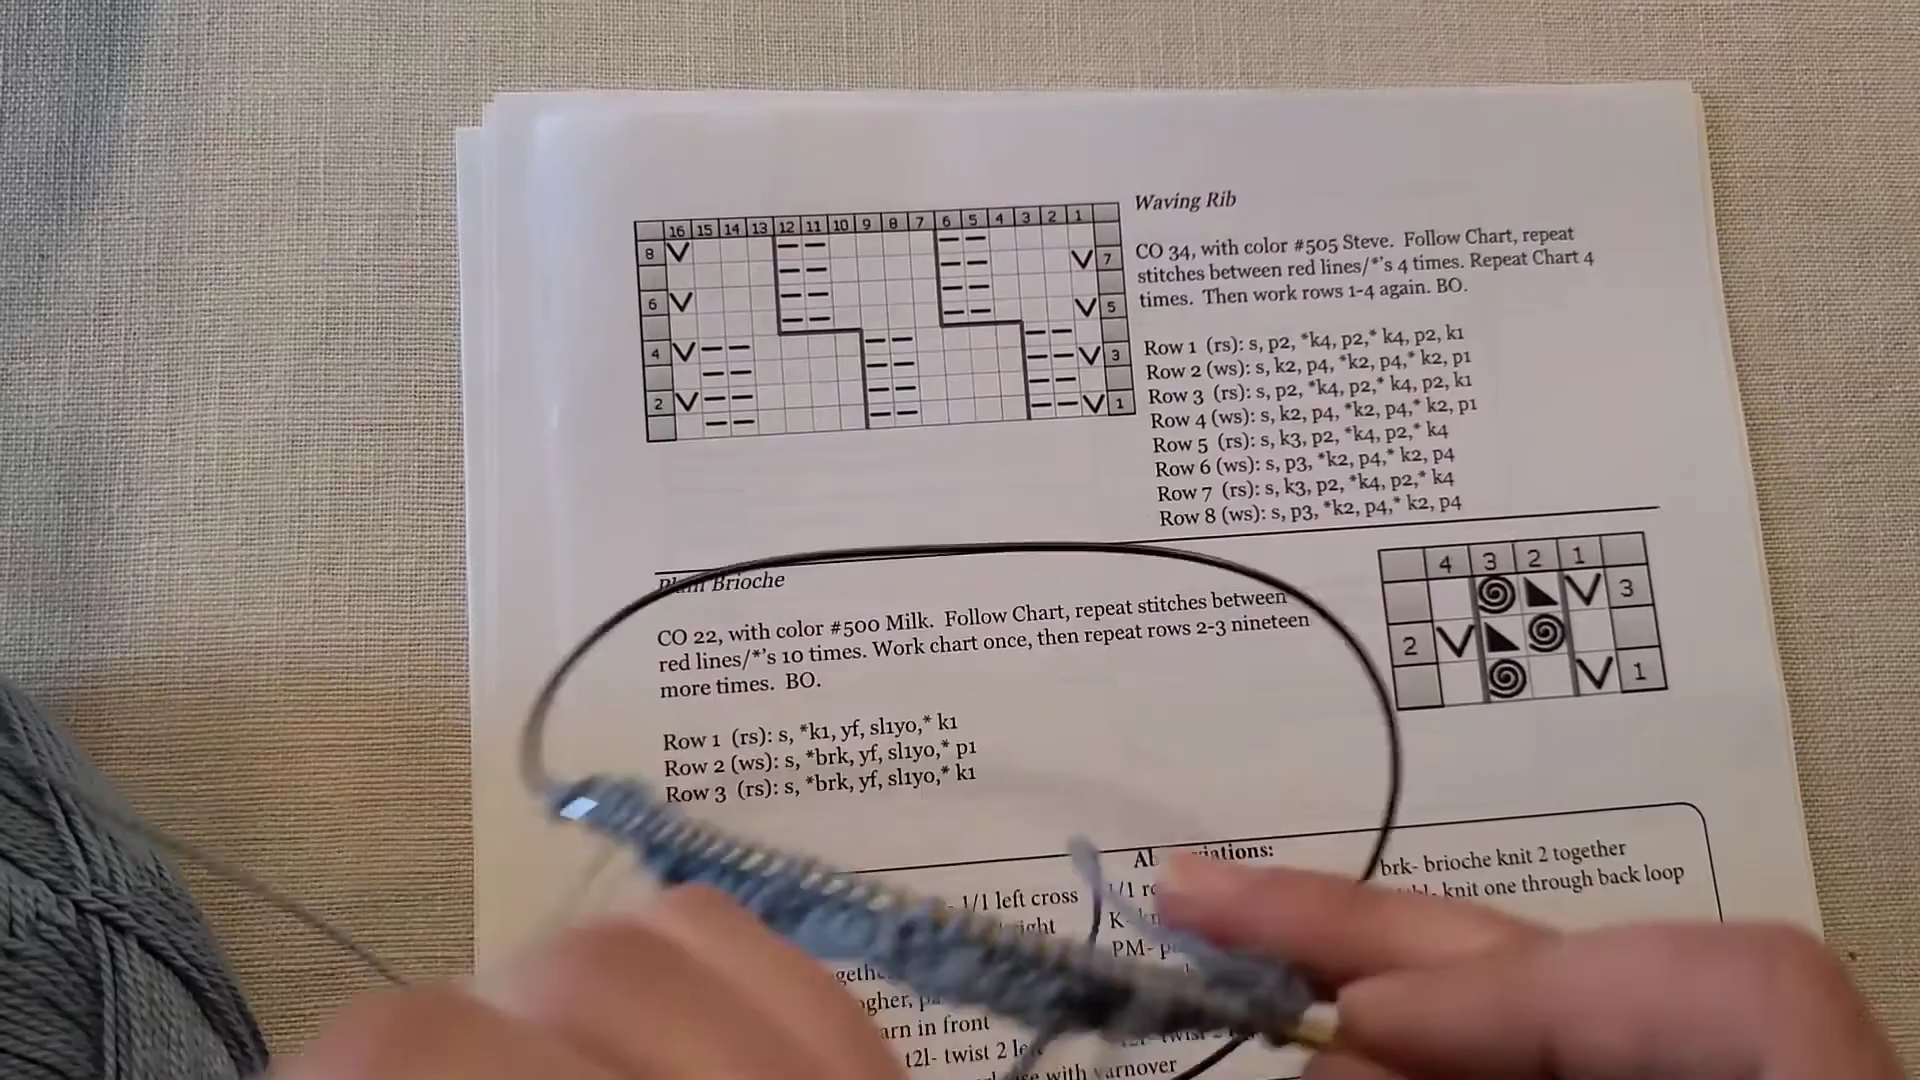 16 15 14 13 12 11 10 9 8 7 6 5 4 3 2 1
8
7
6
5
4
3
2
1
Waving Rib
CO 34, with color #505 Steve. Follow Chart, repeat
stitches between red lines/*'s 4 times. Repeat Chart 4
times. Then work rows 1-4 again. BO.
Row 1 (rs): s, p2, *k4, p2,* k4, p2, k1
Row 2 (ws): s, k2, p4, *k2, p4,* k2, p1
Row 3 (rs): s, p2, *k4, p2,* k4, p2, k1
Row 4 (ws): s, k2, p4, *k2, p4,* k2, p1
Row 5 (rs): s, k3, p2, *k4, p2,* k4
Row 6 (ws): s, p3, *k2, p4,* k2, p4
Row 7 (rs): s, k3, p2, *k4, p2,* k4
Row 8 (ws): s, p3, *k2, p4,* k2, p4
Plain Brioche
CO 22, with color #500 Milk. Follow Chart, repeat stitches between
red lines/*'s 10 times. Work chart once, then repeat rows 2-3 nineteen
more times. BO.
Row 1 (rs): s, *k1, yf, sl1yo,* k1
Row 2 (ws): s, *brk, yf, sl1yo,* p1
Row 3 (rs): s, *brk, yf, sl1yo,* k1
4 3 2 1
3
2
1
1/1 left cross
PM-
K-
brk- brioche knit 2 together
knit one through back loop
in front
t2l- twist 2
with yarnover